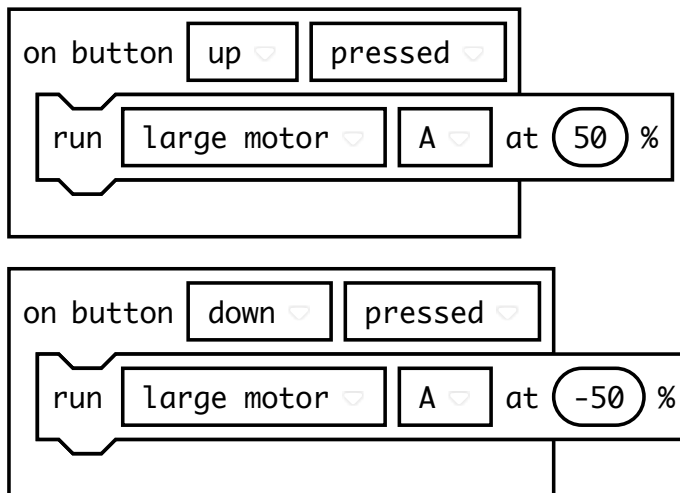 on button up pressed
run large motor A at 50 %
on button down pressed
run large motor A at -50 %